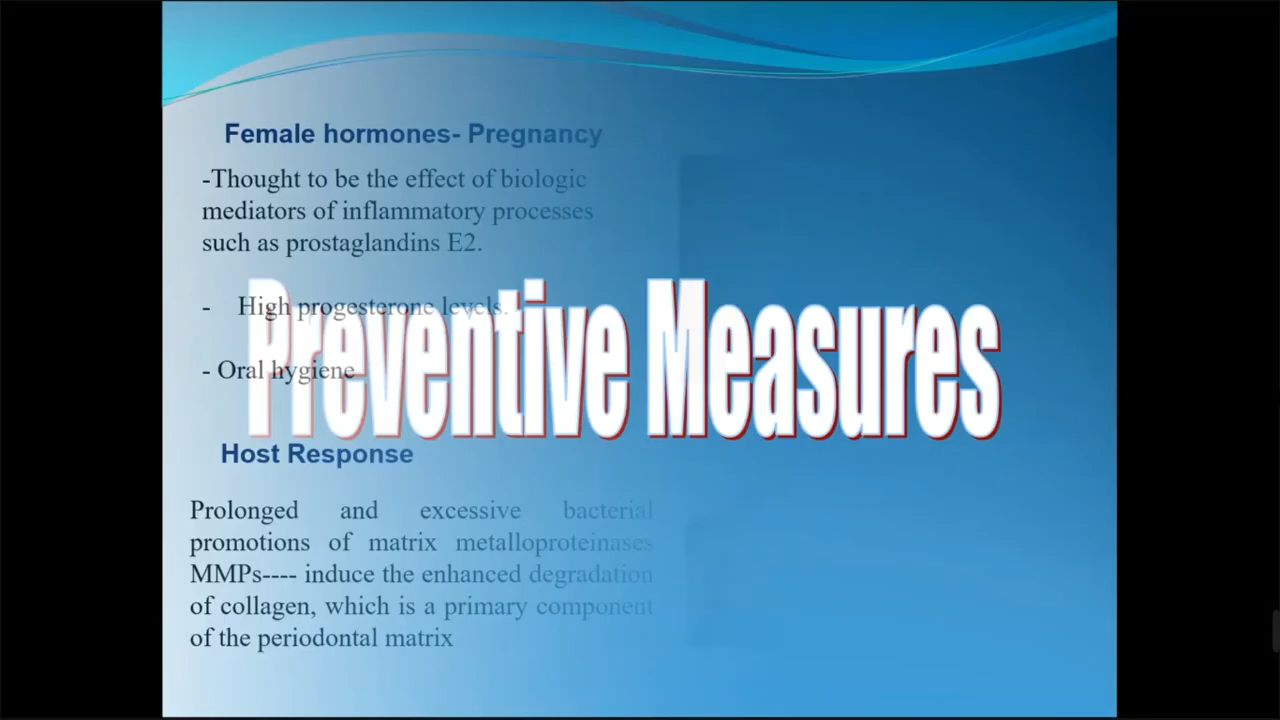 Female hormones- Pregnancy
-Thought to be the effect of biologic
mediators of inflammatory processes
such as prostaglandins E2.
- High progesterone levels.
Preventive Measures
- Oral hygiene
Host Response
Prolonged and excessive bacterial
promotions of matrix metalloproteinases
MMPs---- induce the enhanced degradation
of collagen, which is a primary component
of the periodontal matrix